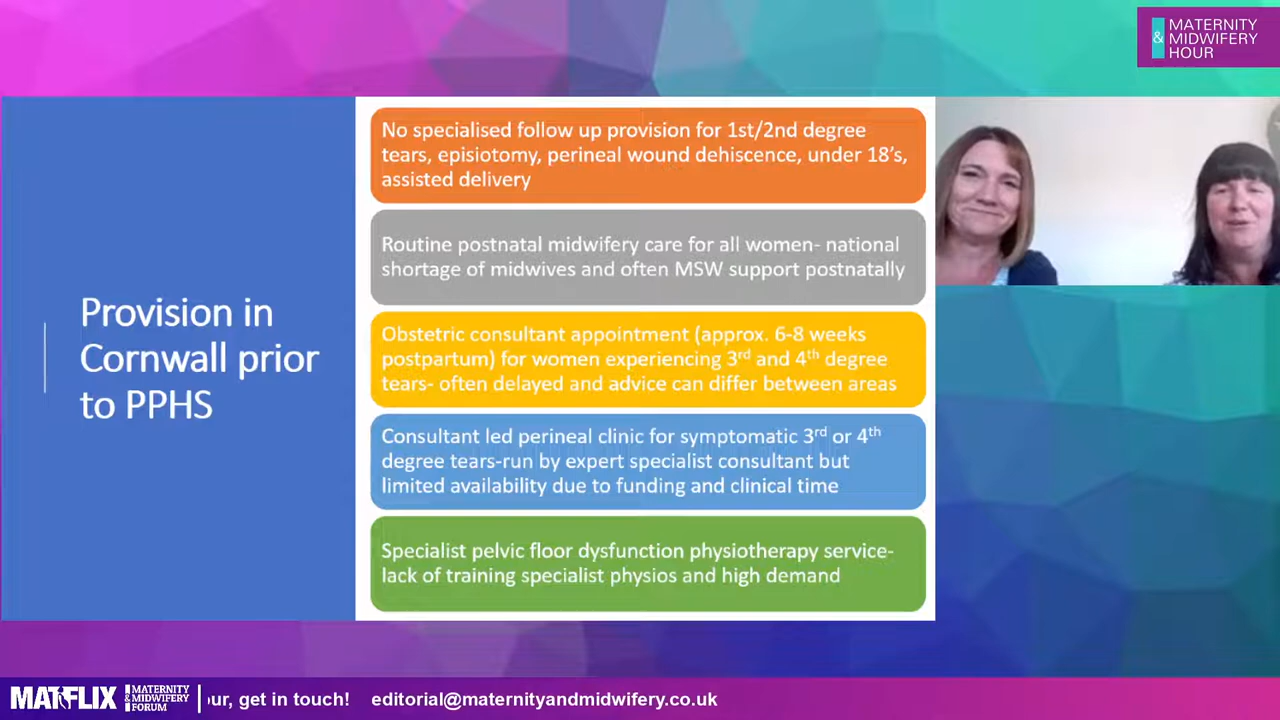 &
MATERNITY
MIDWIFERY
HOUR
Provision in
Cornwall prior
to PPHS
No specialised follow up provision for 1st/2nd degree
tears, episiotomy, perineal wound dehiscence, under 18's,
assisted delivery
Routine postnatal midwifery care for all women- national
shortage of midwives and often MSW support postnatally
Obstetric consultant appointment (approx. 6-8 weeks
postpartum) for women experiencing 3rd and 4th degree
tears- often delayed and advice can differ between areas
Consultant led perineal clinic for symptomatic 3rd or 4th
degree tears-run by expert specialist consultant but
limited availability due to funding and clinical time
Specialist pelvic floor dysfunction physiotherapy service-
lack of training specialist physios and high demand
MATFLIX
MATERNITY
& MIDWIFERY
FORUM
ur, get in touch! editorial@maternityandmidwifery.co.uk